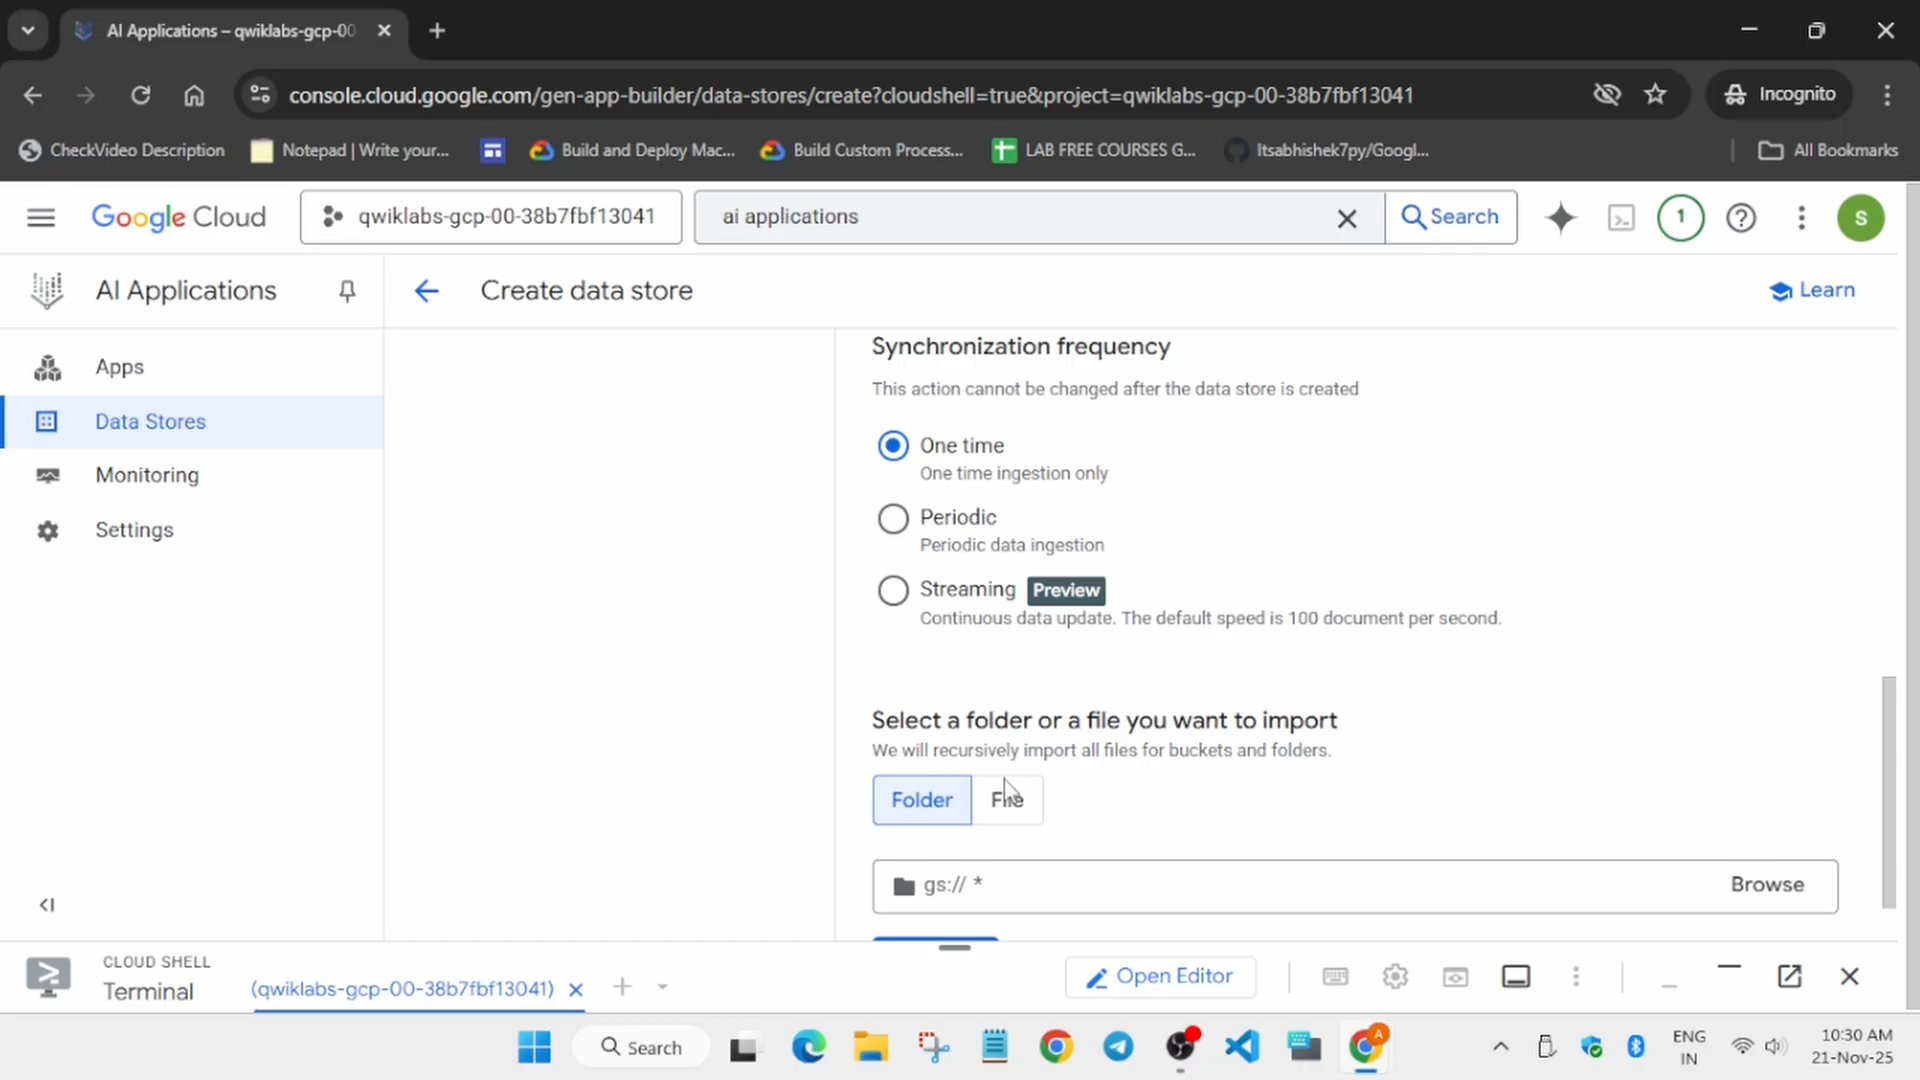 AI Applications – qwiklabs-gcp-00
console.cloud.google.com/gen-app-builder/data-stores/create?cloudshell=true&project=qwiklabs-gcp-00-38b7fbf13041
Incognito
CheckVideo Description
Notepad | Write your...
Build and Deploy Mac...
Build Custom Process...
LAB FREE COURSES G...
Itsabhishek7py/Googl...
All Bookmarks
Google Cloud
qwiklabs-gcp-00-38b7fbf13041
ai applications
Search
1
S
AI Applications
Create data store
Learn
Apps
Data Stores
Monitoring
Settings
Synchronization frequency
This action cannot be changed after the data store is created
One time
One time ingestion only
Periodic
Periodic data ingestion
Streaming Preview
Continuous data update. The default speed is 100 document per second.
Select a folder or a file you want to import
We will recursively import all files for buckets and folders.
Folder
File
gs:// *
Browse
CLOUD SHELL
Terminal
(qwiklabs-gcp-00-38b7fbf13041)
Open Editor
Search
A
ENG
IN
10:30 AM
21-Nov-25